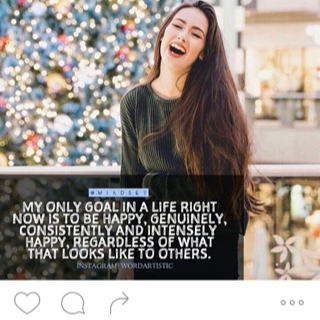 @MINDSET
MY ONLY GOAL IN A LIFE RIGHT
NOW IS TO BE HAPPY, GENUINELY,
CONSISTENTLY AND INTENSELY
HAPPY, REGARDLESS OF WHAT
THAT LOOKS LIKE TO OTHERS.
INSTAGRAM: WORDARTISTIC